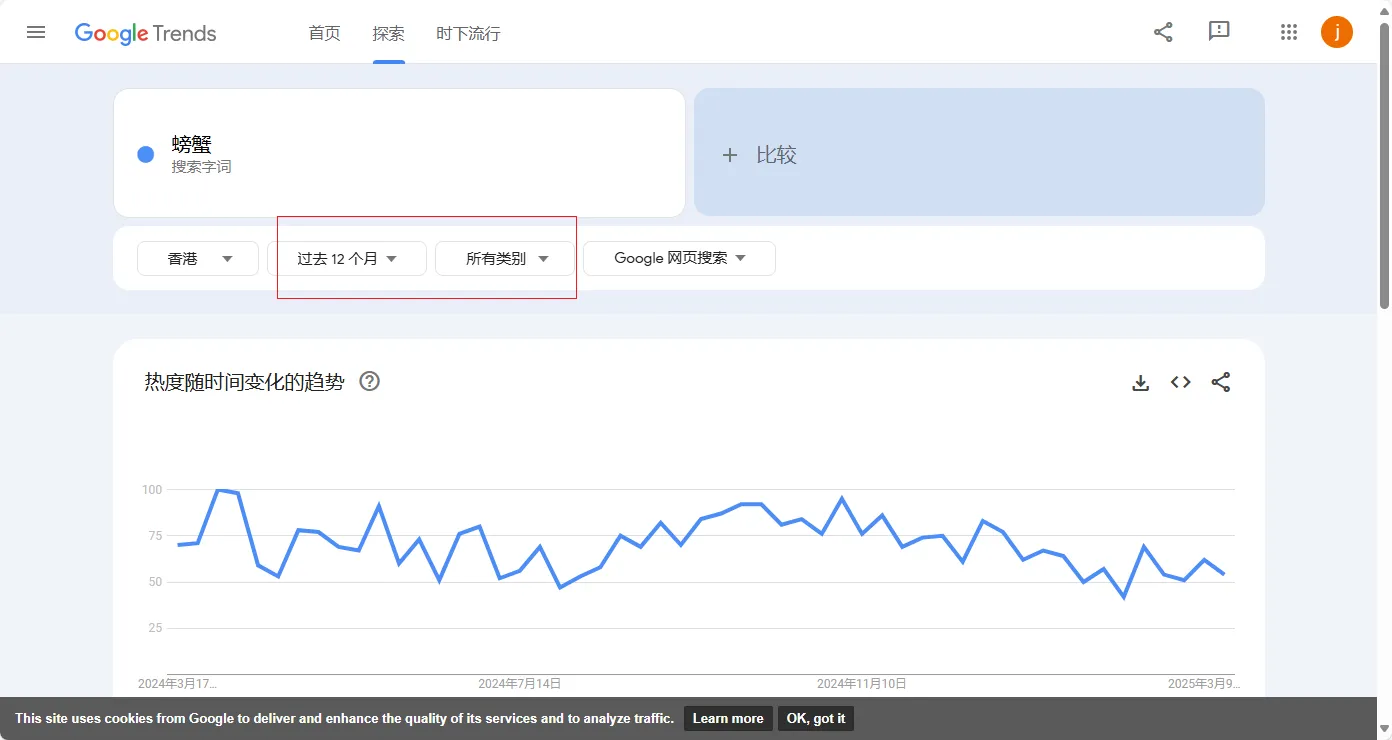 Google Trends 首页 探索 时下流行 j
螃蟹
搜索字词
+ 比较
香港 过去 12 个月 所有类别 Google 网页搜索
热度随时间变化的趋势 ?
100
75
50
25
2024年3月17… 2024年7月14日 2024年11月10日 2025年3月9…
This site uses cookies from Google to deliver and enhance the quality of its services and to analyze traffic. Learn more OK, got it